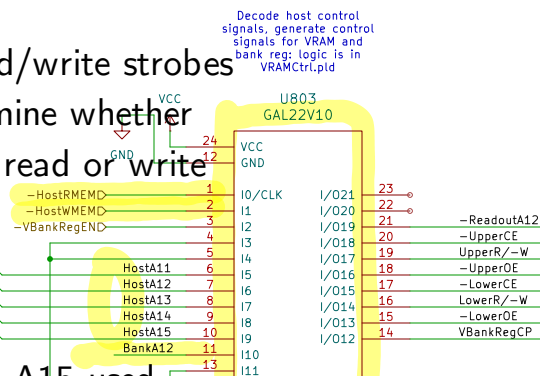 Decode host control
signals, generate control
signals for VRAM and
bank reg: logic is in
VRAMCtrl.pld
d/write strobes
mine whether
read or write
VCC
GND
U803
GAL22V10
24 VCC
12 GND
-HostRMEM 1 I0/CLK I/O21 23
-HostWMEM 2 I1 I/O20 22
-VBankRegEN 3 I2 I/O19 21 -ReadoutA12
4 I3 I/O18 20 -UpperCE
5 I4 I/O17 19 UpperR/-W
HostA11 6 I5 I/O16 18 -UpperOE
HostA12 7 I6 I/O15 17 -LowerCE
HostA13 8 I7 I/O14 16 LowerR/-W
HostA14 9 I8 I/O13 15 -LowerOE
HostA15 10 I9 I/O12 14 VBankRegCP
BankA12 11 I10
13 I11
A15 used